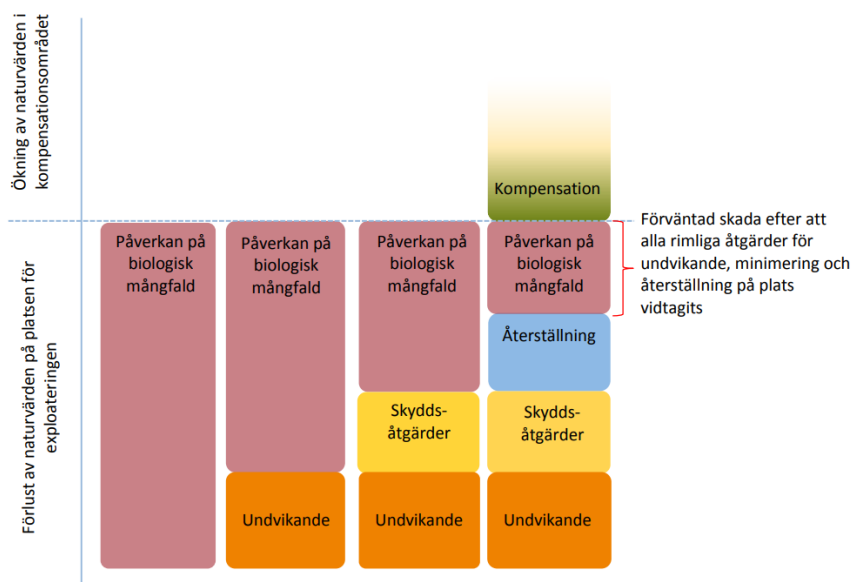 Ökning av naturvärden i
kompensationsområdet
Kompensation
Förlust av naturvärden på platsen för
exploateringen
Påverkan på
biologisk
mångfald
Påverkan på
biologisk
mångfald
Undvikande
Påverkan på
biologisk
mångfald
Skydds-
åtgärder
Undvikande
Påverkan på
biologisk
mångfald
Återställning
Skydds-
åtgärder
Undvikande
Förväntad skada efter att
alla rimliga åtgärder för
undvikande, minimering och
återställning på plats
vidtagits